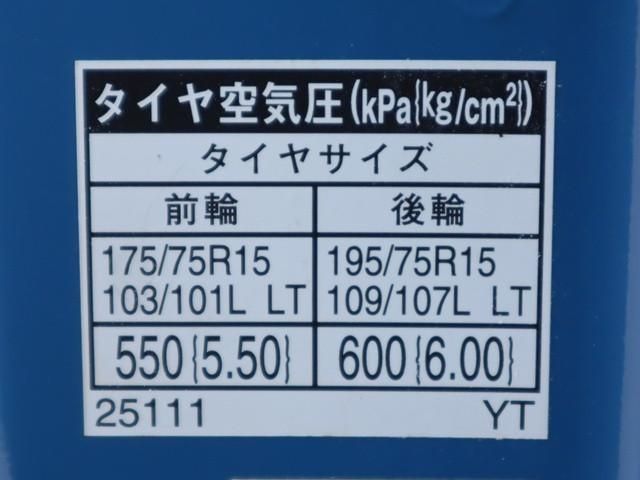 タイヤ空気圧(kPa{kg/cm²})
タイヤサイズ
前輪 後輪
175/75R15 195/75R15
103/101L LT 109/107L LT
550{5.50} 600{6.00}
25111 YT